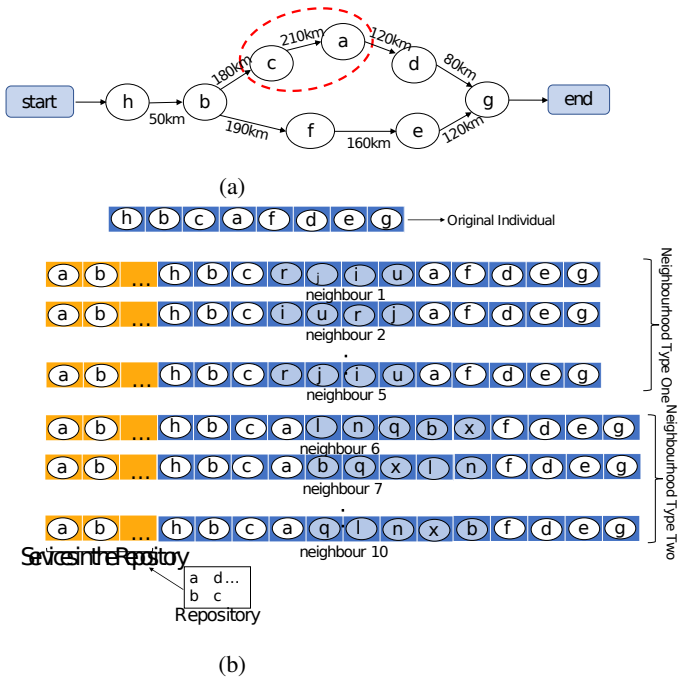 210km
a
120km
c
180km
d
80km
start
h
b
g
end
50km
190km
f
e
120km
160km
(a)
h b c a f d e g
Original Individual
a b ... h b c r j i u a f d e g
neighbour 1
a b ... h b c i u r j a f d e g
neighbour 2
a b ... h b c r j i u a f d e g
neighbour 5
Neighbourhood Type One
a b ... h b c a l n q b x f d e g
neighbour 6
a b ... h b c a b q x l n f d e g
neighbour 7
a b ... h b c a q l n x b f d e g
neighbour 10
Neighbourhood Type Two
Services in the Repository
a d ...
b c
Repository
(b)